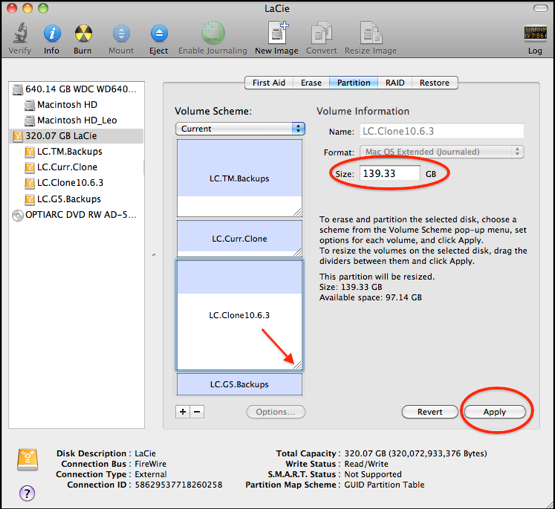 LaCie
Verify Info Burn Mount Eject Enable Journaling New Image Convert Resize Image Log
640.14 GB WDC WD640...
Macintosh HD
Macintosh HD_Leo
320.07 GB LaCie
LC.TM.Backups
LC.Curr.Clone
LC.Clone10.6.3
LC.G5.Backups
OPTIARC DVD RW AD-5...
First Aid Erase Partition RAID Restore
Volume Scheme:
Current
LC.TM.Backups
LC.Curr.Clone
LC.Clone10.6.3
LC.G5.Backups
+ − Options...
Volume Information
Name: LC.Clone10.6.3
Format: Mac OS Extended (Journaled)
Size: 139.33 GB
To erase and partition the selected disk, choose a
scheme from the Volume Scheme pop-up menu, set
options for each volume, and click Apply.
To resize the volumes on the selected disk, drag the
dividers between them and click Apply.
This partition will be resized.
Size: 139.33 GB
Available space: 97.14 GB
Revert Apply
Disk Description : LaCie
Connection Bus : FireWire
Connection Type : External
Connection ID : 58629537718260258
Total Capacity : 320.07 GB (320,072,933,376 Bytes)
Write Status : Read/Write
S.M.A.R.T. Status : Not Supported
Partition Map Scheme : GUID Partition Table
?